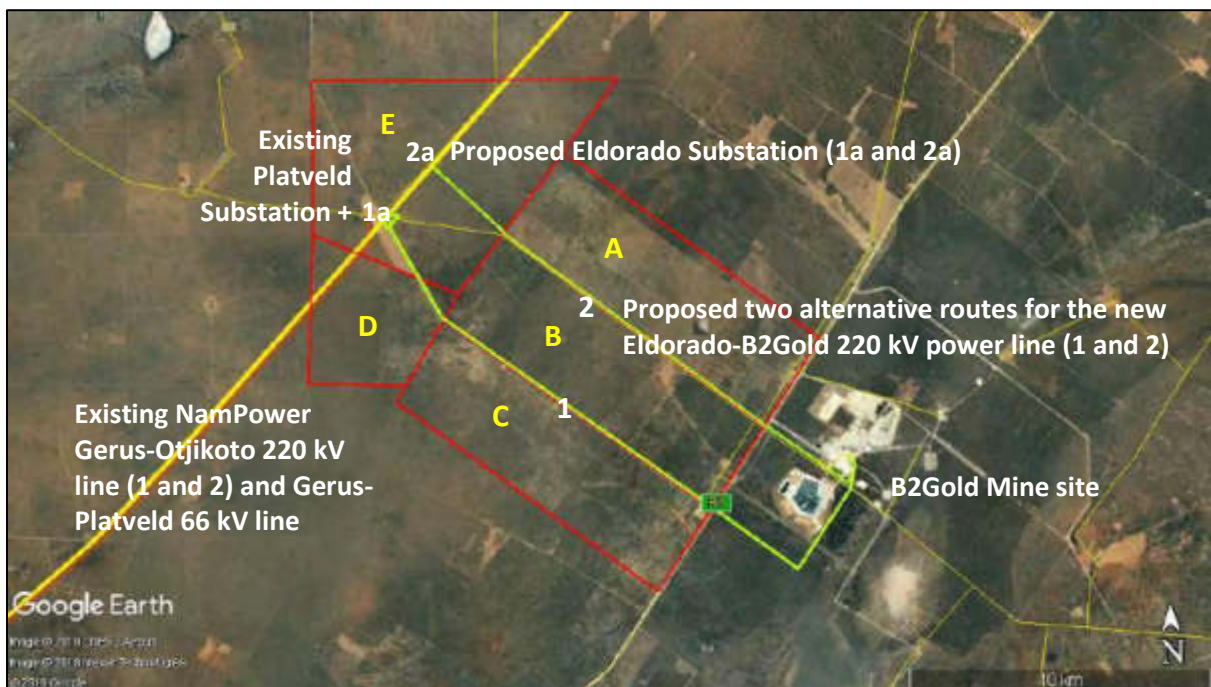 E
Existing
Platveld
Substation + 1a
2a Proposed Eldorado Substation (1a and 2a)
A
2 Proposed two alternative routes for the new
Eldorado-B2Gold 220 kV power line (1 and 2)
B
D
C
1
Existing NamPower
Gerus-Otjikoto 220 kV
line (1 and 2) and Gerus-
Platveld 66 kV line
B2Gold Mine site
Google Earth
N
10 km